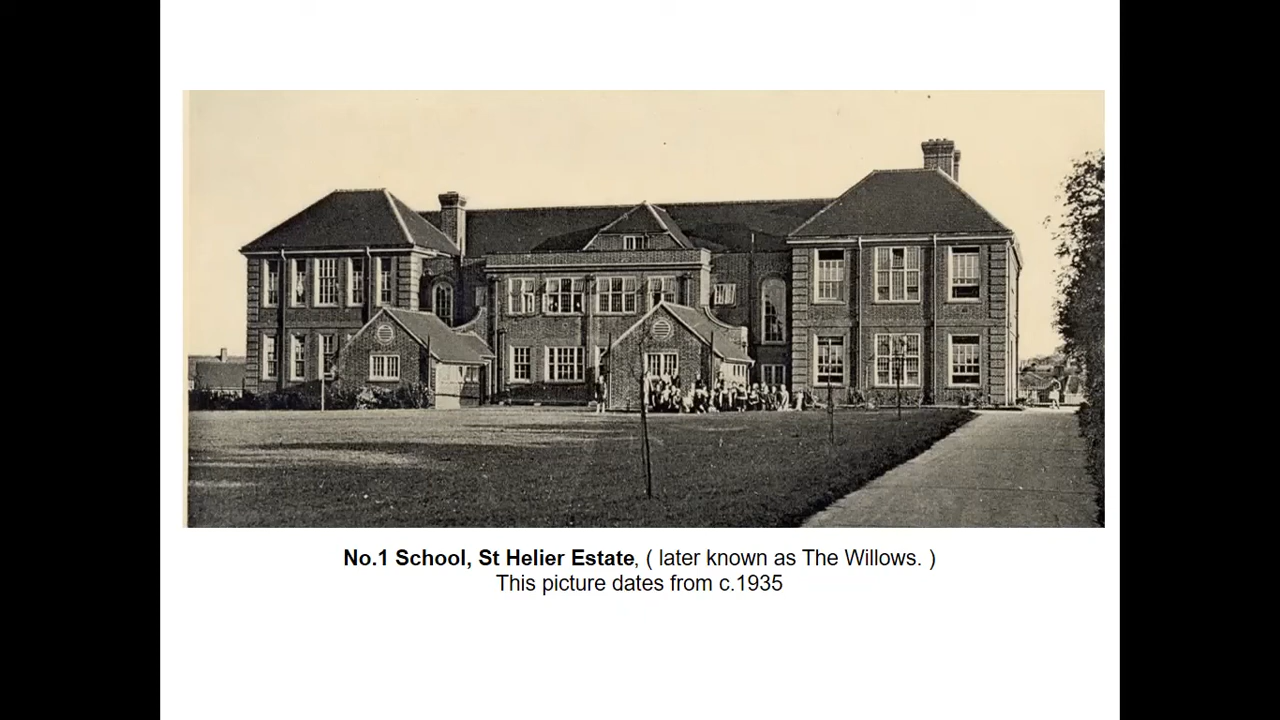 No.1 School, St Helier Estate, ( later known as The Willows. )
This picture dates from c.1935